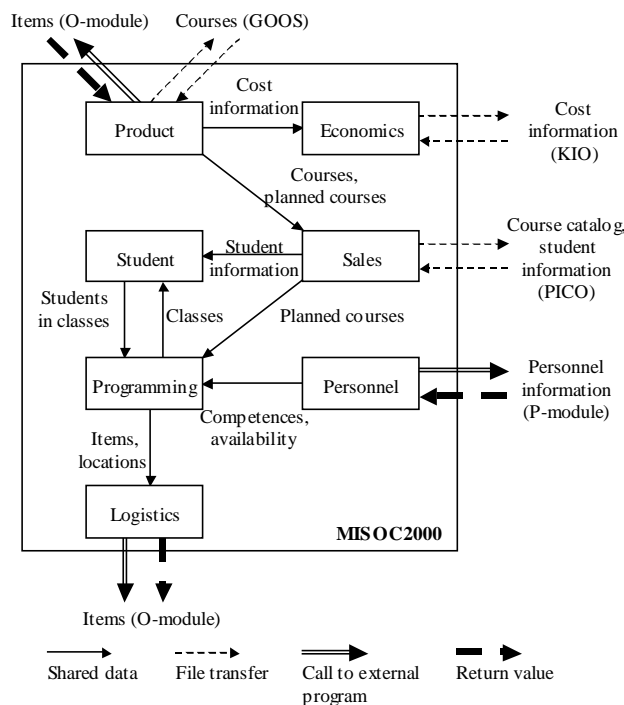 Items (O-module)
Courses (GOOS)
Cost
information
Product
Economics
Cost
information
(KIO)
Courses,
planned courses
Student
Student
information
Sales
Course catalog,
student
information
(PICO)
Students
in classes
Classes
Planned courses
Programming
Personnel
Personnel
information
(P-module)
Competences,
availability
Items,
locations
Logistics
MISOC2000
Items (O-module)
Shared data
File transfer
Call to external
program
Return value